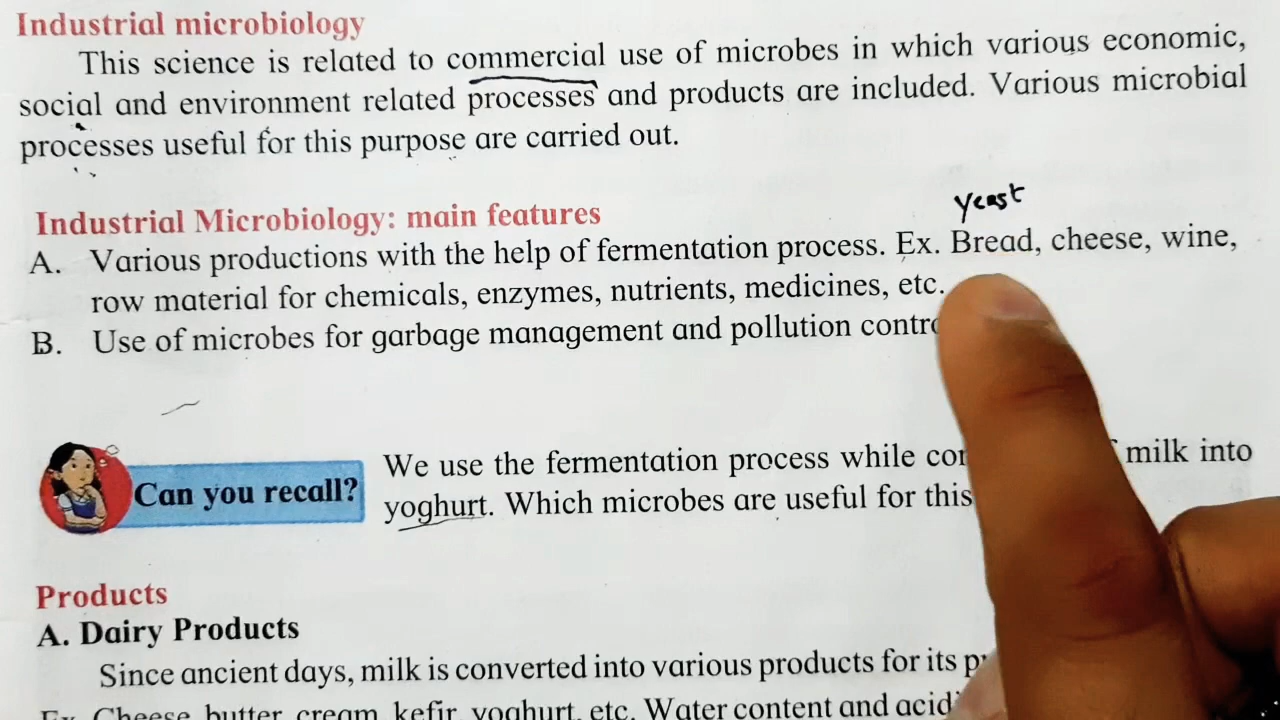 Industrial microbiology
This science is related to commercial use of microbes in which various economic,
social and environment related processes and products are included. Various microbial
processes useful for this purpose are carried out.
yeast
Industrial Microbiology: main features
A. Various productions with the help of fermentation process. Ex. Bread, cheese, wine,
row material for chemicals, enzymes, nutrients, medicines, etc.
B. Use of microbes for garbage management and pollution
Can you recall?
We use the fermentation process while milk into
yoghurt. Which microbes are useful for this
Products
A. Dairy Products
Since ancient days, milk is converted into various products for its
Ex. Cheese, butter, cream, kefir, yoghurt, etc. Water content and